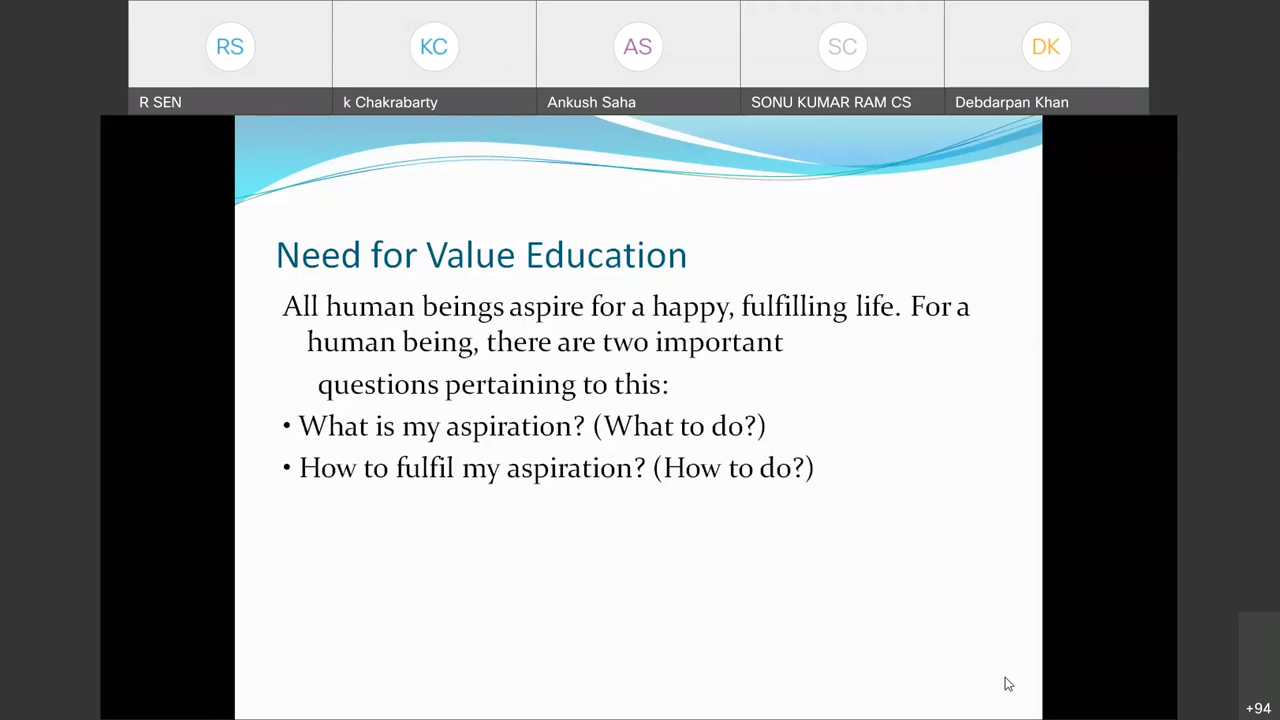 RS
KC
AS
SC
DK
R SEN
k Chakrabarty
Ankush Saha
SONU KUMAR RAM CS
Debdarpan Khan
Need for Value Education
All human beings aspire for a happy, fulfilling life. For a
human being, there are two important
questions pertaining to this:
• What is my aspiration? (What to do?)
• How to fulfil my aspiration? (How to do?)
+94